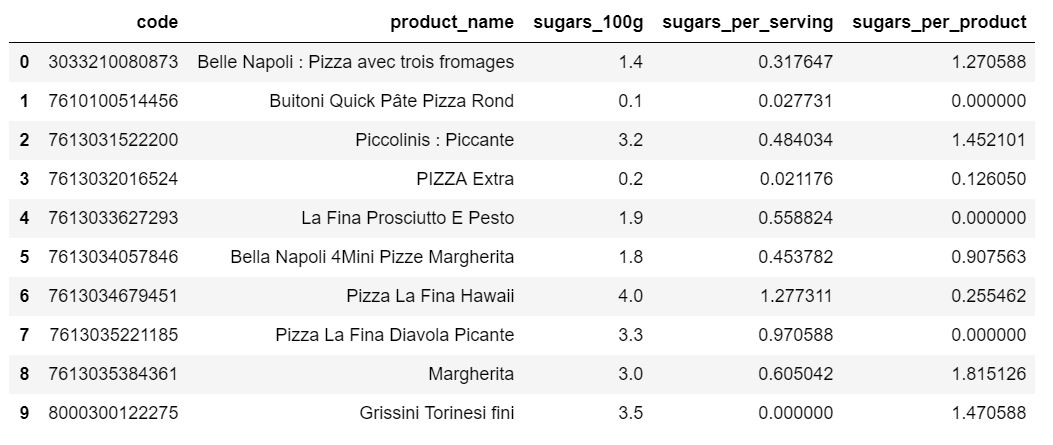 code product_name sugars_100g sugars_per_serving sugars_per_product
0 3033210080873 Belle Napoli : Pizza avec trois fromages 1.4 0.317647 1.270588
1 7610100514456 Buitoni Quick Pâte Pizza Rond 0.1 0.027731 0.000000
2 7613031522200 Piccolinis : Piccante 3.2 0.484034 1.452101
3 7613032016524 PIZZA Extra 0.2 0.021176 0.126050
4 7613033627293 La Fina Prosciutto E Pesto 1.9 0.558824 0.000000
5 7613034057846 Bella Napoli 4Mini Pizze Margherita 1.8 0.453782 0.907563
6 7613034679451 Pizza La Fina Hawaii 4.0 1.277311 0.255462
7 7613035221185 Pizza La Fina Diavola Picante 3.3 0.970588 0.000000
8 7613035384361 Margherita 3.0 0.605042 1.815126
9 8000300122275 Grissini Torinesi fini 3.5 0.000000 1.470588